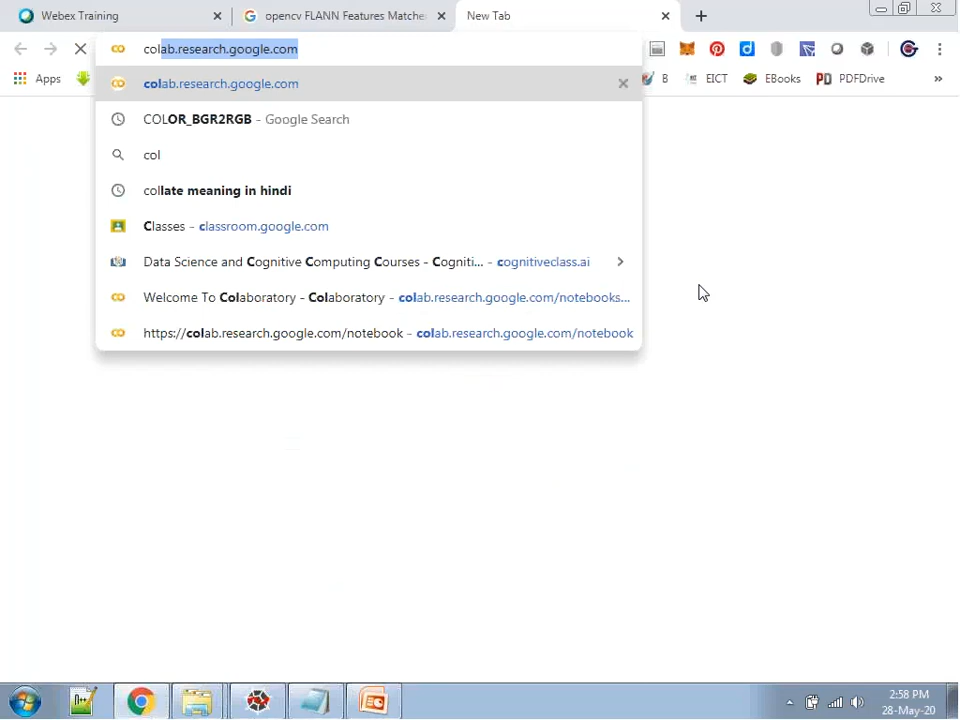 Webex Training
opencv FLANN Features Matche
New Tab
colab.research.google.com
Apps
B
EICT
EBooks
PD PDFDrive
»
colab.research.google.com
COLOR_BGR2RGB - Google Search
col
collate meaning in hindi
Classes - classroom.google.com
Data Science and Cognitive Computing Courses - Cogniti... - cognitiveclass.ai
Welcome To Colaboratory - Colaboratory - colab.research.google.com/notebooks...
https://colab.research.google.com/notebook - colab.research.google.com/notebook
2:58 PM
28-May-20